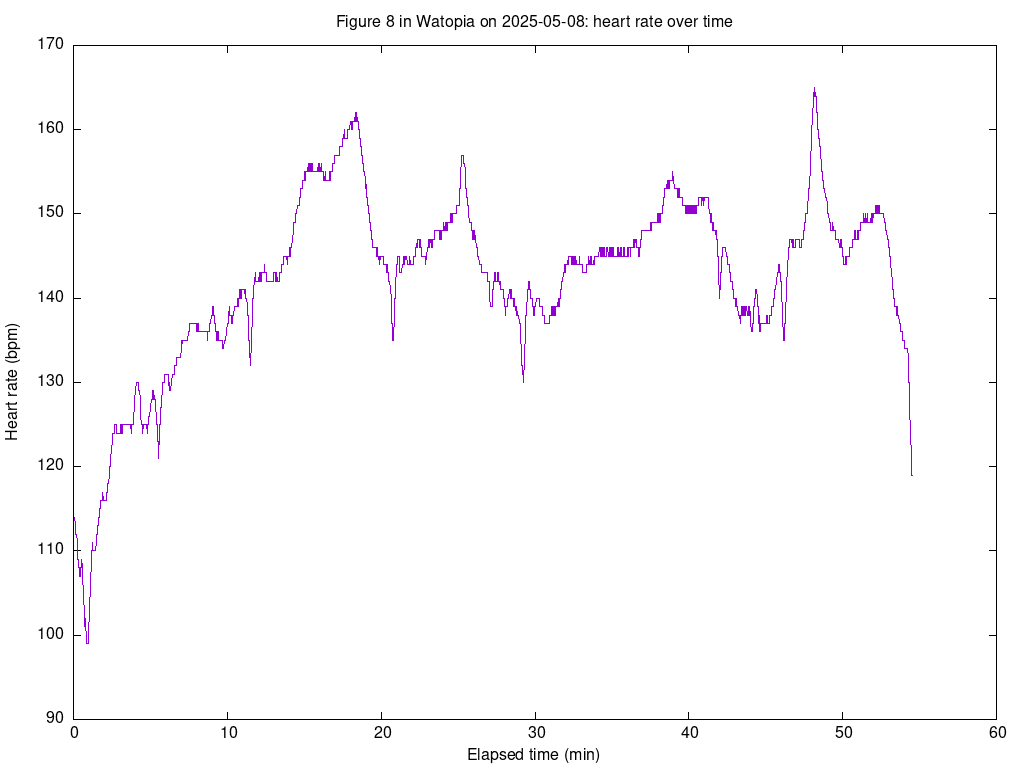 Figure 8 in Watopia on 2025-05-08: heart rate over time
170
160
150
140
130
120
110
100
90
Heart rate (bpm)
0 10 20 30 40 50 60
Elapsed time (min)